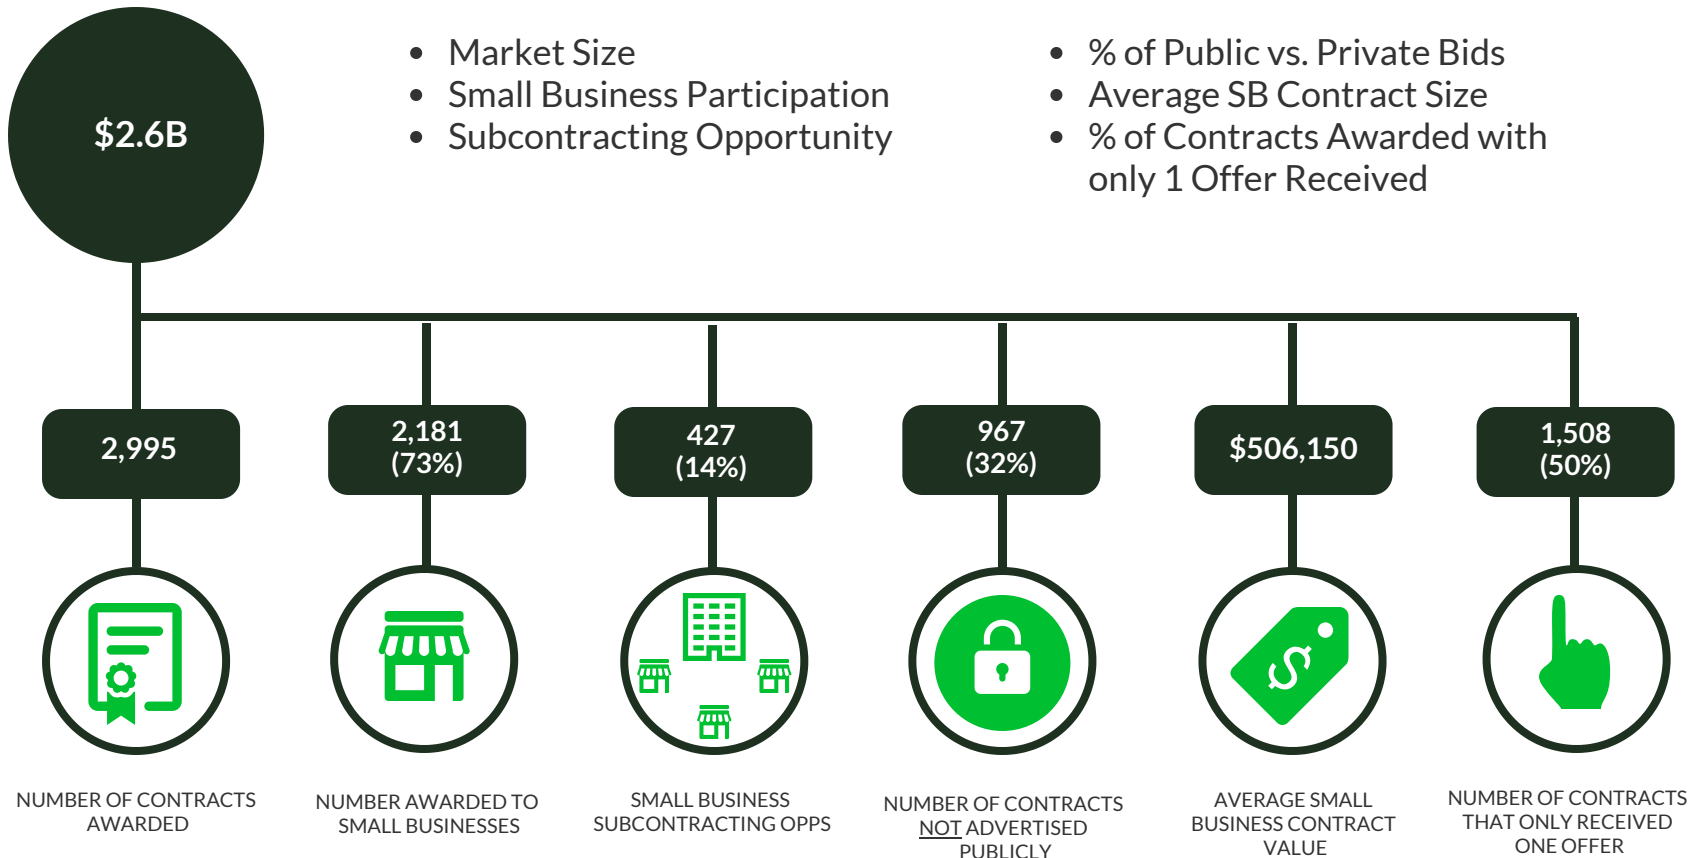 $2.6B
• Market Size
• Small Business Participation
• Subcontracting Opportunity
• % of Public vs. Private Bids
• Average SB Contract Size
• % of Contracts Awarded with
only 1 Offer Received
2,995
2,181
(73%)
427
(14%)
967
(32%)
$506,150
1,508
(50%)
$
NUMBER OF CONTRACTS
AWARDED
NUMBER AWARDED TO
SMALL BUSINESSES
SMALL BUSINESS
SUBCONTRACTING OPPS
NUMBER OF CONTRACTS
NOT ADVERTISED
PUBLICLY
AVERAGE SMALL
BUSINESS CONTRACT
VALUE
NUMBER OF CONTRACTS
THAT ONLY RECEIVED
ONE OFFER